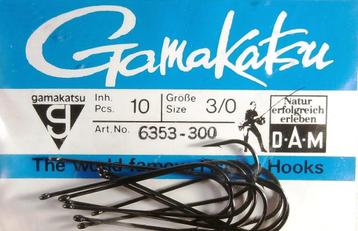 Gamakatsu
gamakatsu
g
Inh. Pcs. 10 Größe Size 3/0
Art.No. 6353-300
Natur
erfolgreich
erleben
D·A·M
The world famous Hooks